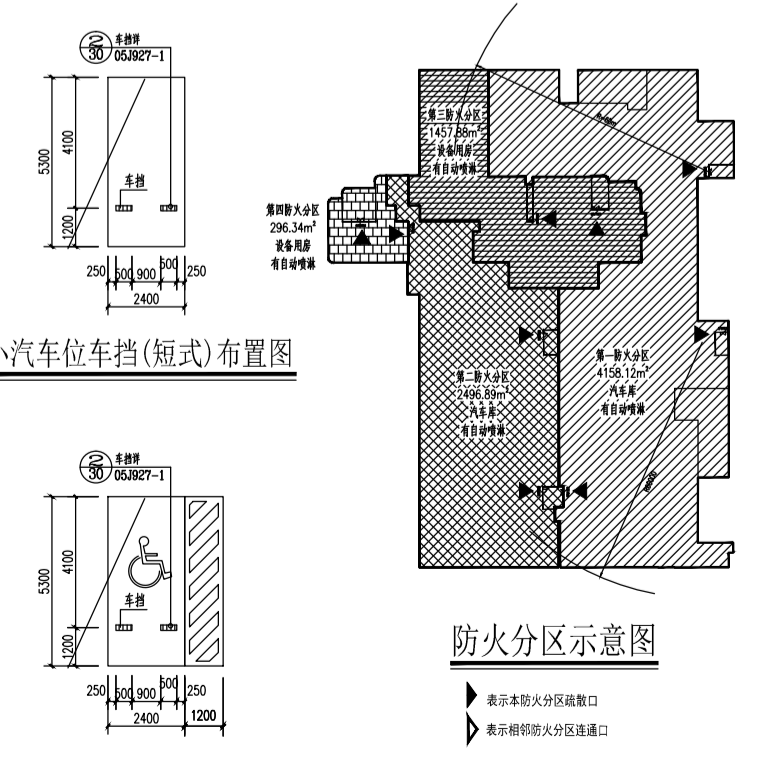 2
30
车挡详
05J927-1
5300
4100
1200
车挡
250
500
900
500
250
2400
小汽车位车挡(短式)布置图
2
30
车挡详
05J927-1
5300
4100
1200
车挡
250
500
900
500
250
2400
1200
第三防火分区
1457.88m²
设备用房
有自动喷淋
R=60m
第四防火分区
296.34m²
设备用房
有自动喷淋
第二防火分区
2496.89m²
汽车库
有自动喷淋
第一防火分区
4158.12m²
汽车库
有自动喷淋
防火分区示意图
表示本防火分区疏散口
表示相邻防火分区连通口